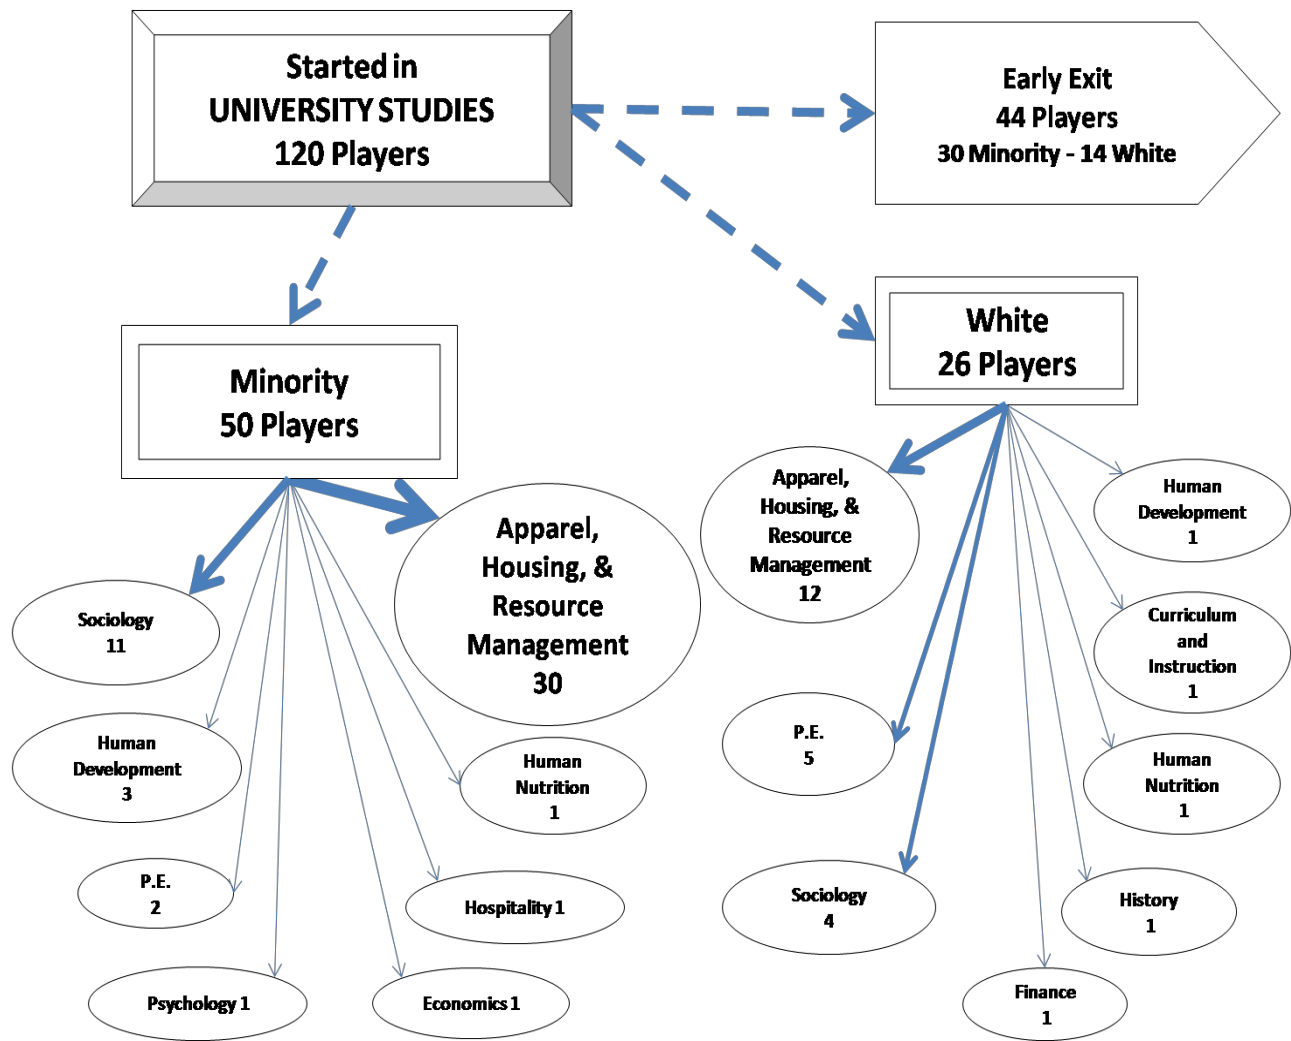 Started in
UNIVERSITY STUDIES
120 Players
Early Exit
44 Players
30 Minority - 14 White
Minority
50 Players
White
26 Players
Sociology
11
Apparel,
Housing, &
Resource
Management
30
Human
Development
3
Human
Nutrition
1
P.E.
2
Hospitality 1
Psychology 1
Economics 1
Apparel,
Housing, &
Resource
Management
12
Human
Development
1
Curriculum
and
Instruction
1
P.E.
5
Human
Nutrition
1
Sociology
4
History
1
Finance
1